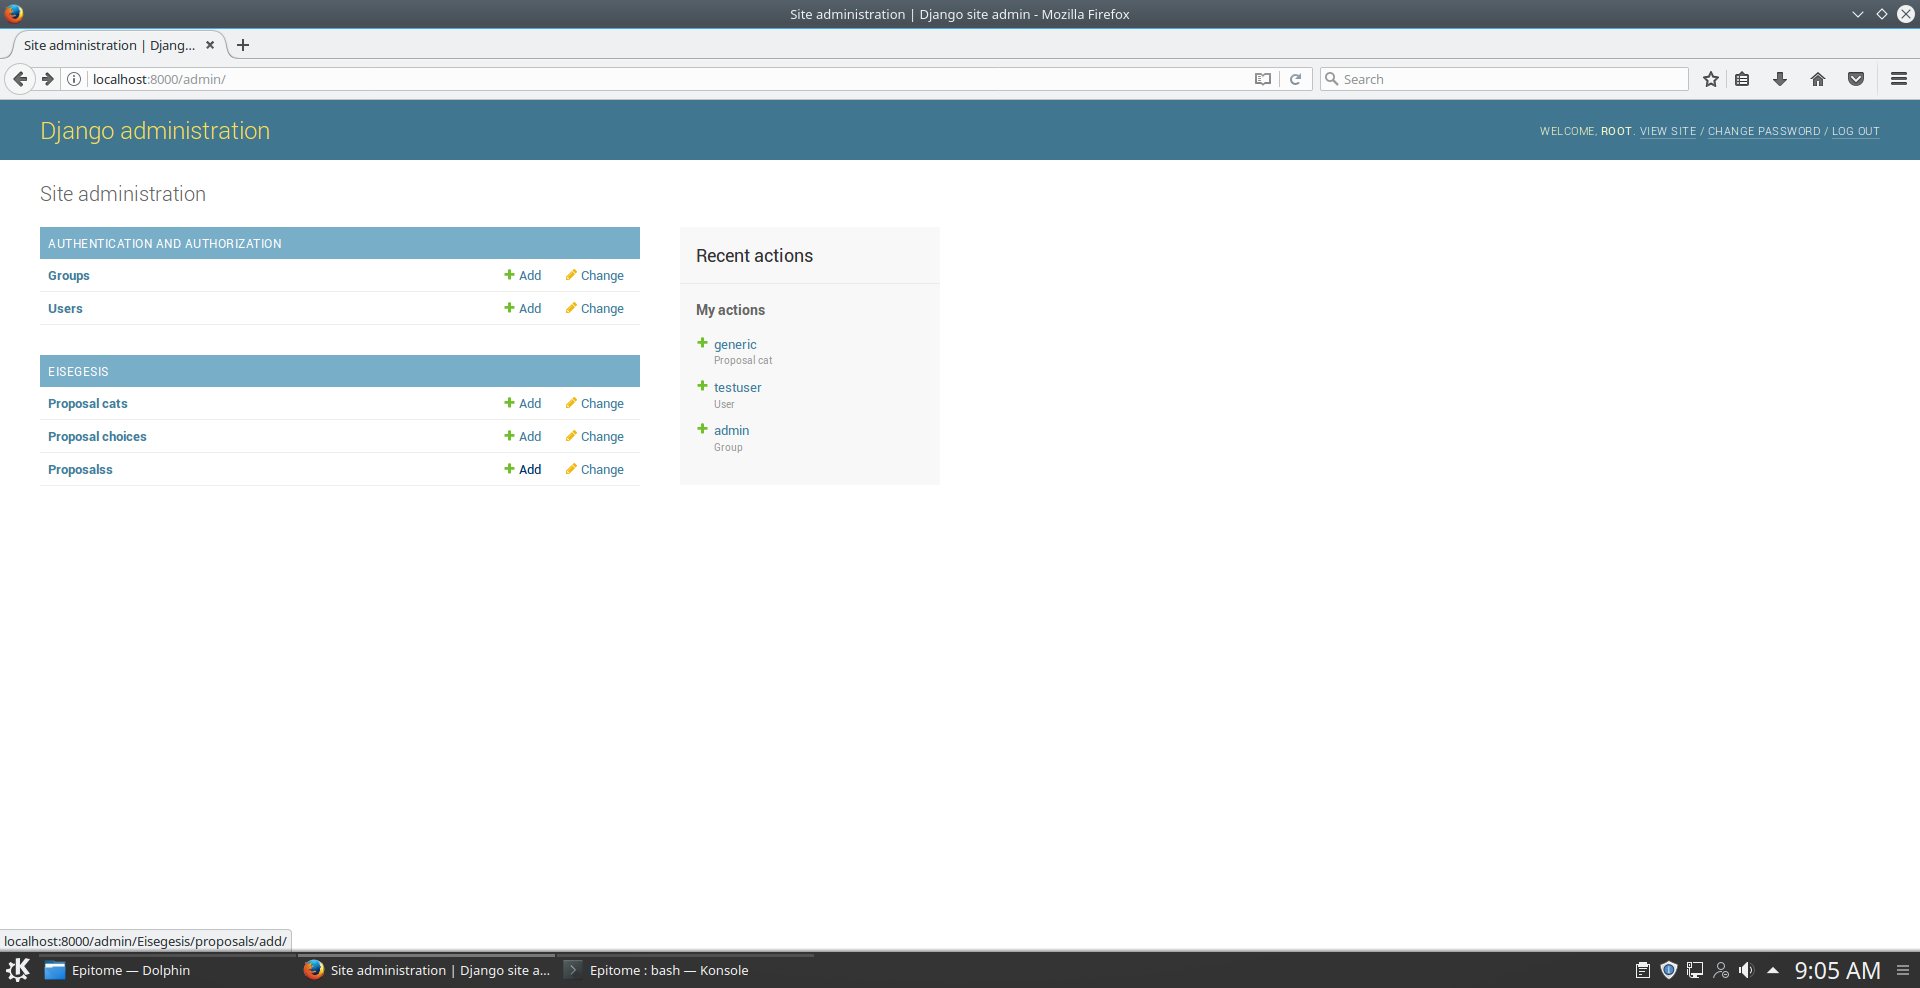 Site administration | Django site admin - Mozilla Firefox
Site administration | Djang...
localhost:8000/admin/
Search
Django administration
WELCOME, ROOT. VIEW SITE / CHANGE PASSWORD / LOG OUT
Site administration
AUTHENTICATION AND AUTHORIZATION
Groups Add Change
Users Add Change
EISEGESIS
Proposal cats Add Change
Proposal choices Add Change
Proposalss Add Change
Recent actions
My actions
generic
Proposal cat
testuser
User
admin
Group
localhost:8000/admin/Eisegesis/proposals/add/
Epitome — Dolphin
Site administration | Django site a...
Epitome : bash — Konsole
9:05 AM